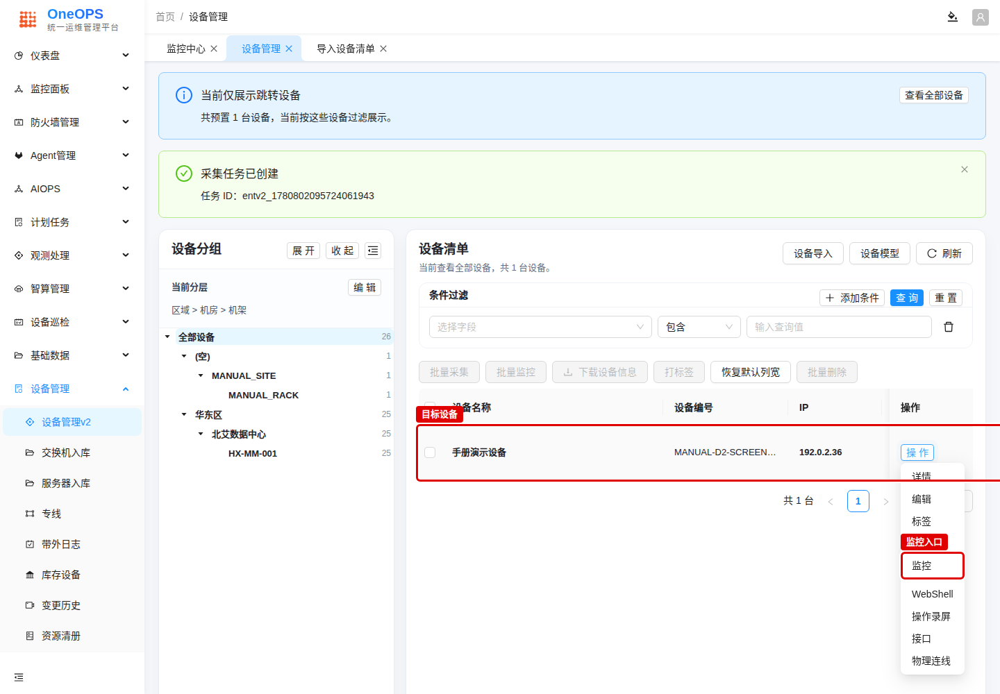 OneOPS
统一运维管理平台
首页 / 设备管理
监控中心
设备管理
导入设备清单
仪表盘
监控面板
防火墙管理
Agent管理
AIOPS
计划任务
观测处理
智算管理
设备巡检
基础数据
设备管理
设备管理v2
交换机入库
服务器入库
专线
带外日志
库存设备
变更历史
资源清册
当前仅展示跳转设备
查看全部设备
共预置 1 台设备，当前按这些设备过滤展示。
采集任务已创建
任务 ID：entv2_1780802095724061943
设备分组
展 开
收 起
当前分层
编 辑
区域 > 机房 > 机架
全部设备 26
(空) 1
MANUAL_SITE 1
MANUAL_RACK 1
华东区 25
北艾数据中心 25
HX-MM-001 25
设备清单
当前查看全部设备，共 1 台设备。
设备导入
设备模型
刷新
条件过滤
添加条件
查 询
重 置
选择字段
包含
输入查询值
批量采集
批量监控
下载设备信息
打标签
恢复默认列宽
批量删除
设备名称
设备编号
IP
操作
目标设备
手册演示设备
MANUAL-D2-SCREEN…
192.0.2.36
操 作
共 1 台
1
详情
编辑
标签
监控入口
监控
WebShell
操作录屏
接口
物理连线